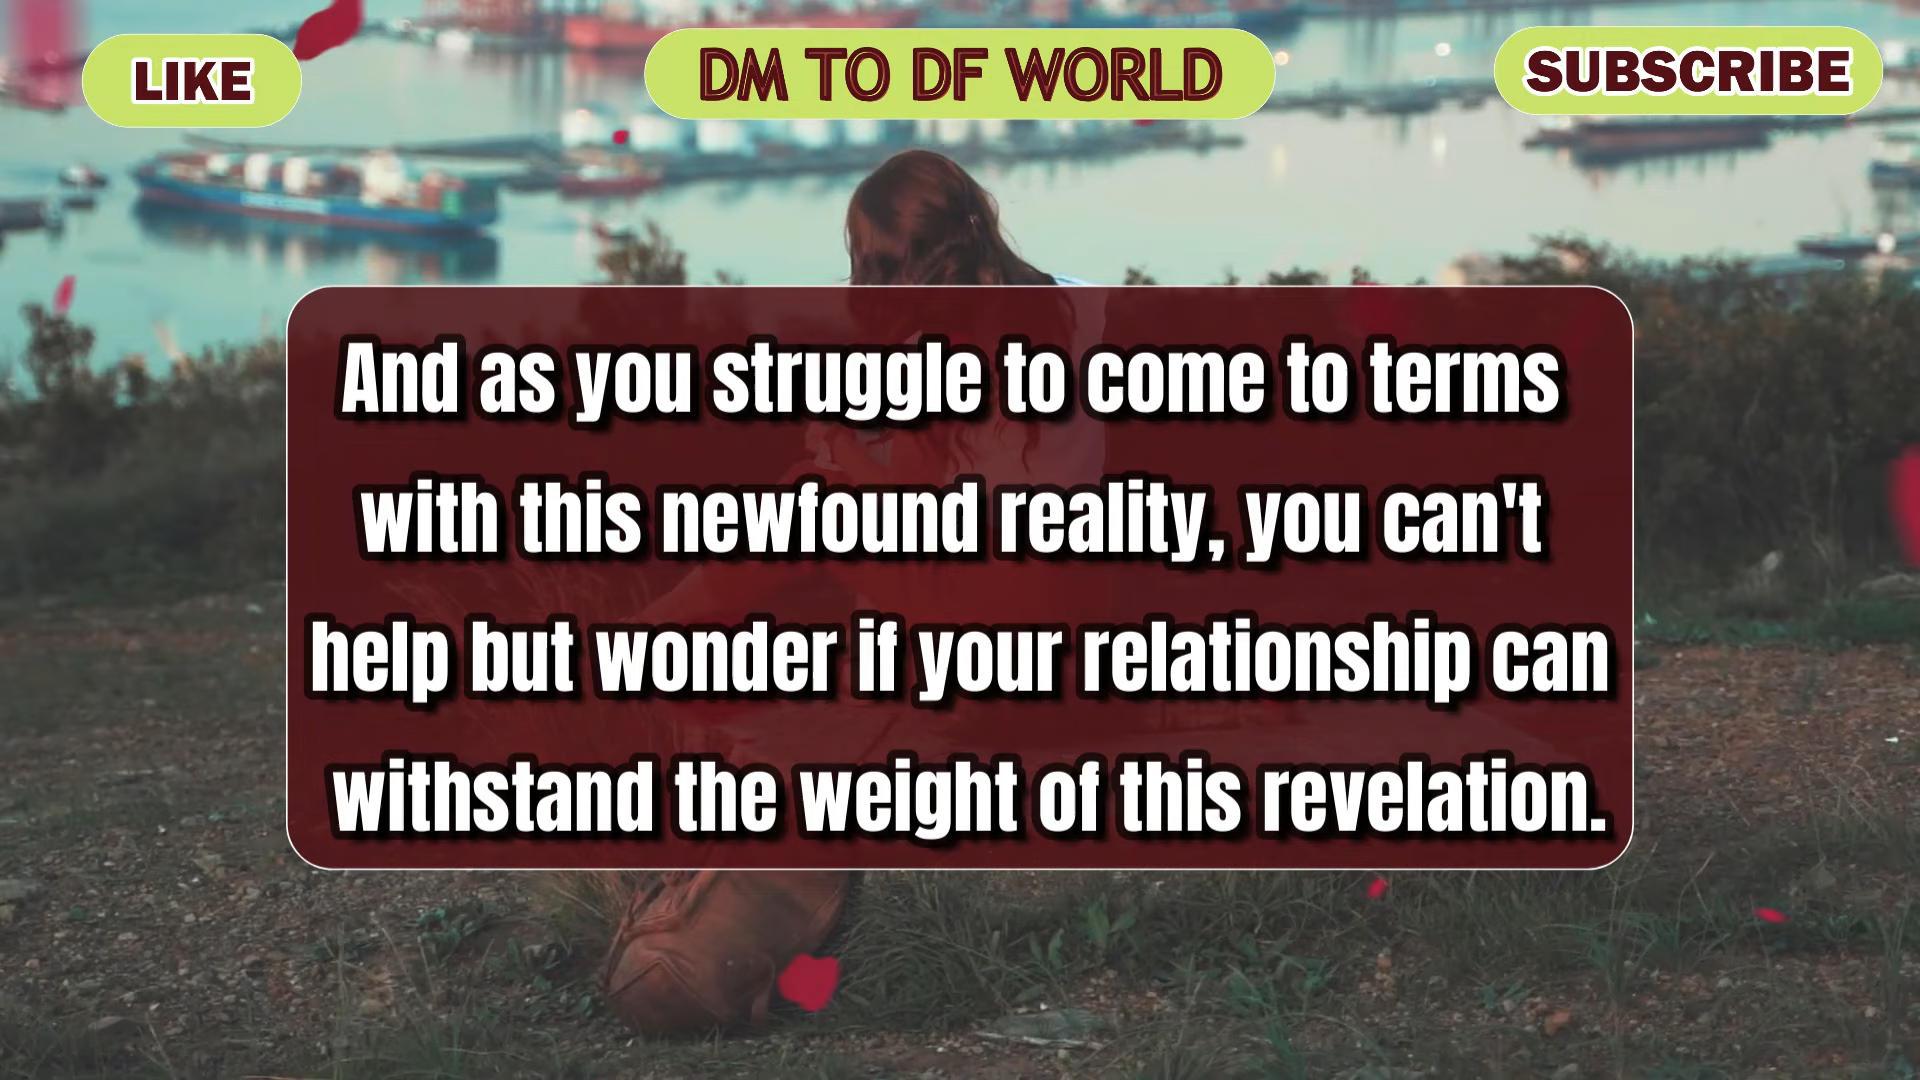 LIKE
DM TO DF WORLD
SUBSCRIBE
And as you struggle to come to terms
with this newfound reality, you can't
help but wonder if your relationship can
withstand the weight of this revelation.